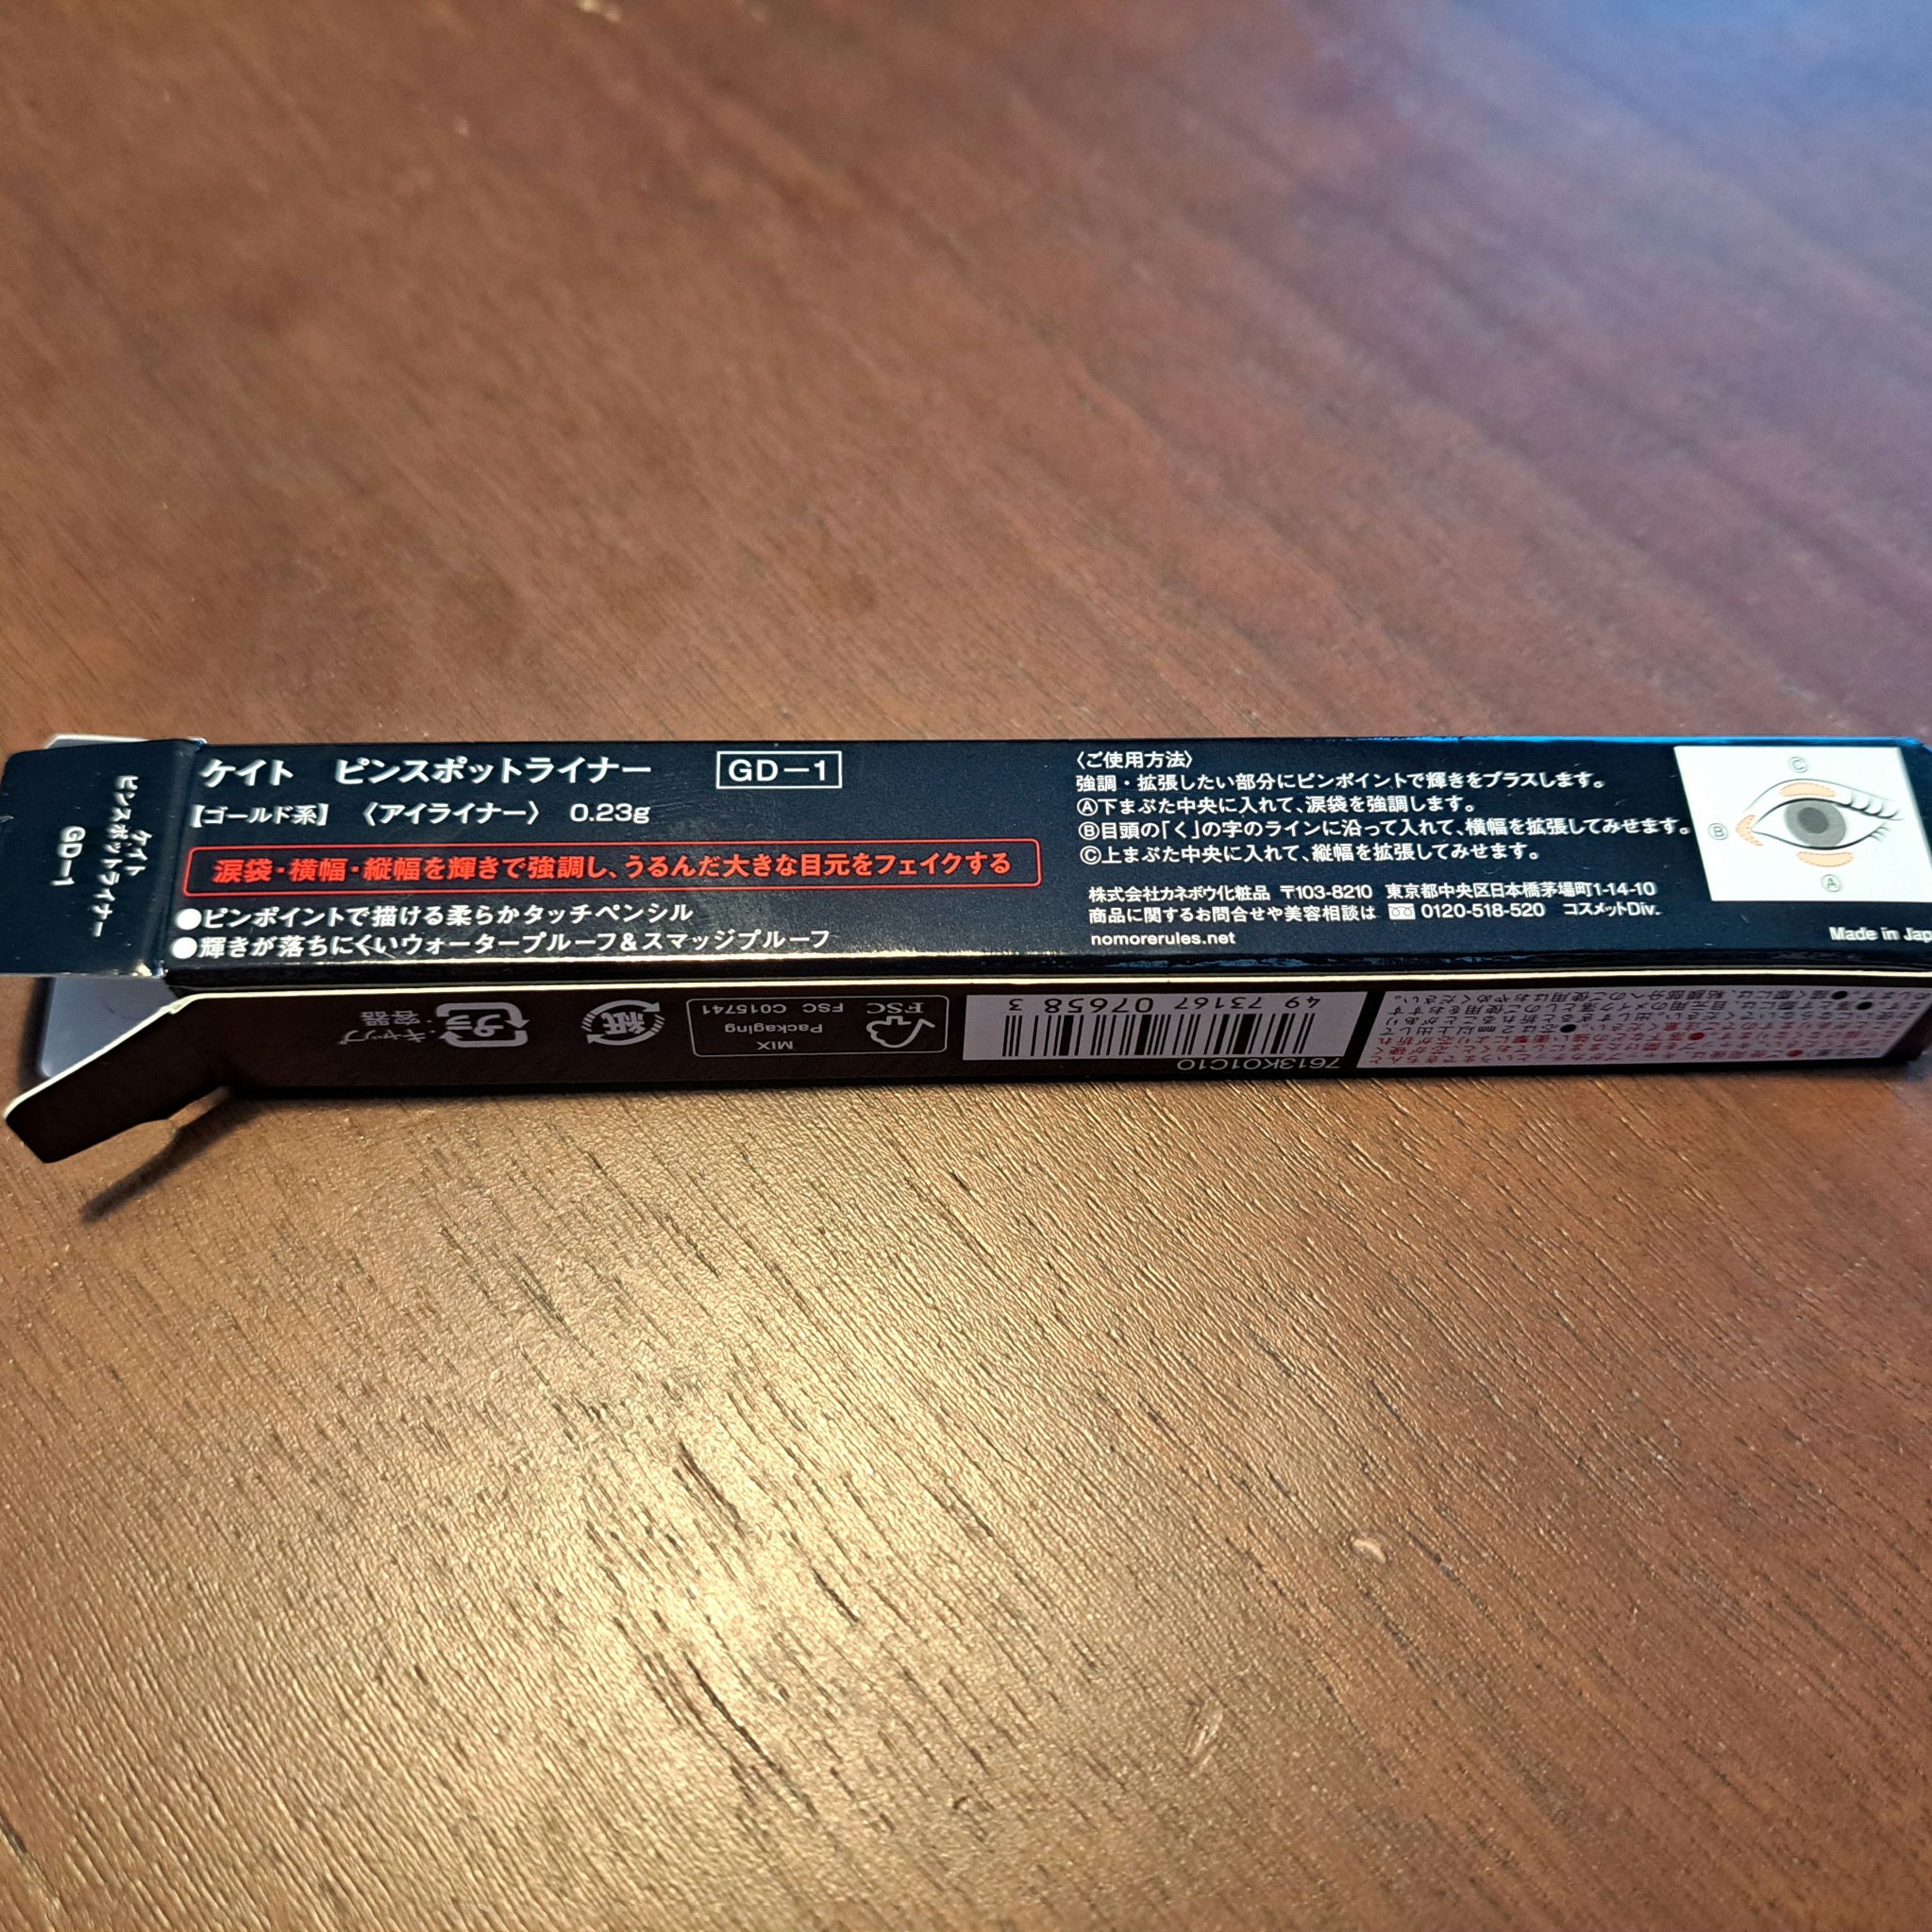 ケイト
ピンスポットライナー
GD−1
ケイト ピンスポットライナー GD−1
【ゴールド系】 〈アイライナー〉 0.23g
涙袋・横幅・縦幅を輝きで強調し、うるんだ大きな目元をフェイクする
●ピンポイントで描ける柔らかタッチペンシル
●輝きが落ちにくいウォータープルーフ&スマッジプルーフ
〈ご使用方法〉
強調・拡張したい部分にピンポイントで輝きをプラスします。
Ⓐ下まぶた中央に入れて、涙袋を強調します。
Ⓑ目頭の「く」の字のラインに沿って入れて、横幅を拡張してみせます。
Ⓒ上まぶた中央に入れて、縦幅を拡張してみせます。
株式会社カネボウ化粧品 〒103-8210 東京都中央区日本橋茅場町1-14-10
商品に関するお問合せや美容相談は 0120-518-520 コスメットDiv.
nomorerules.net
Ⓒ
Ⓑ
Ⓐ
Made in Jap
7613K01C10
49 73167 07658 3
MIX
Packaging
FSC
FSC C015741
紙
プラ
容器
キャップ